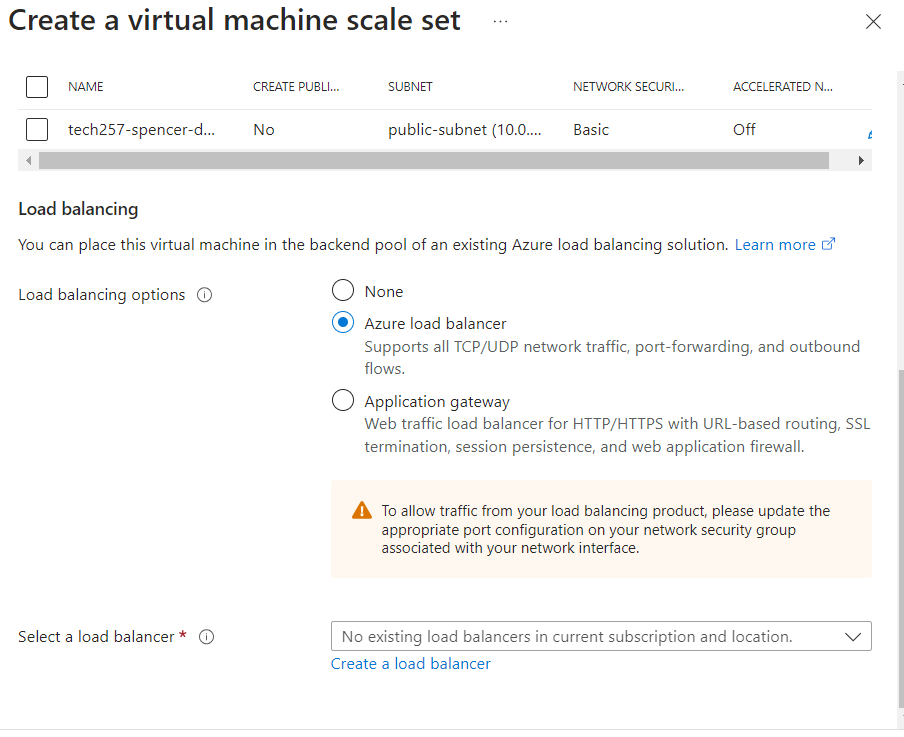 Create a virtual machine scale set ...
NAME CREATE PUBLI... SUBNET NETWORK SECURI... ACCELERATED N...
tech257-spencer-d... No public-subnet (10.0.... Basic Off
Load balancing
You can place this virtual machine in the backend pool of an existing Azure load balancing solution. Learn more
Load balancing options
None
Azure load balancer
Supports all TCP/UDP network traffic, port-forwarding, and outbound
flows.
Application gateway
Web traffic load balancer for HTTP/HTTPS with URL-based routing, SSL
termination, session persistence, and web application firewall.
To allow traffic from your load balancing product, please update the
appropriate port configuration on your network security group
associated with your network interface.
Select a load balancer *
No existing load balancers in current subscription and location.
Create a load balancer